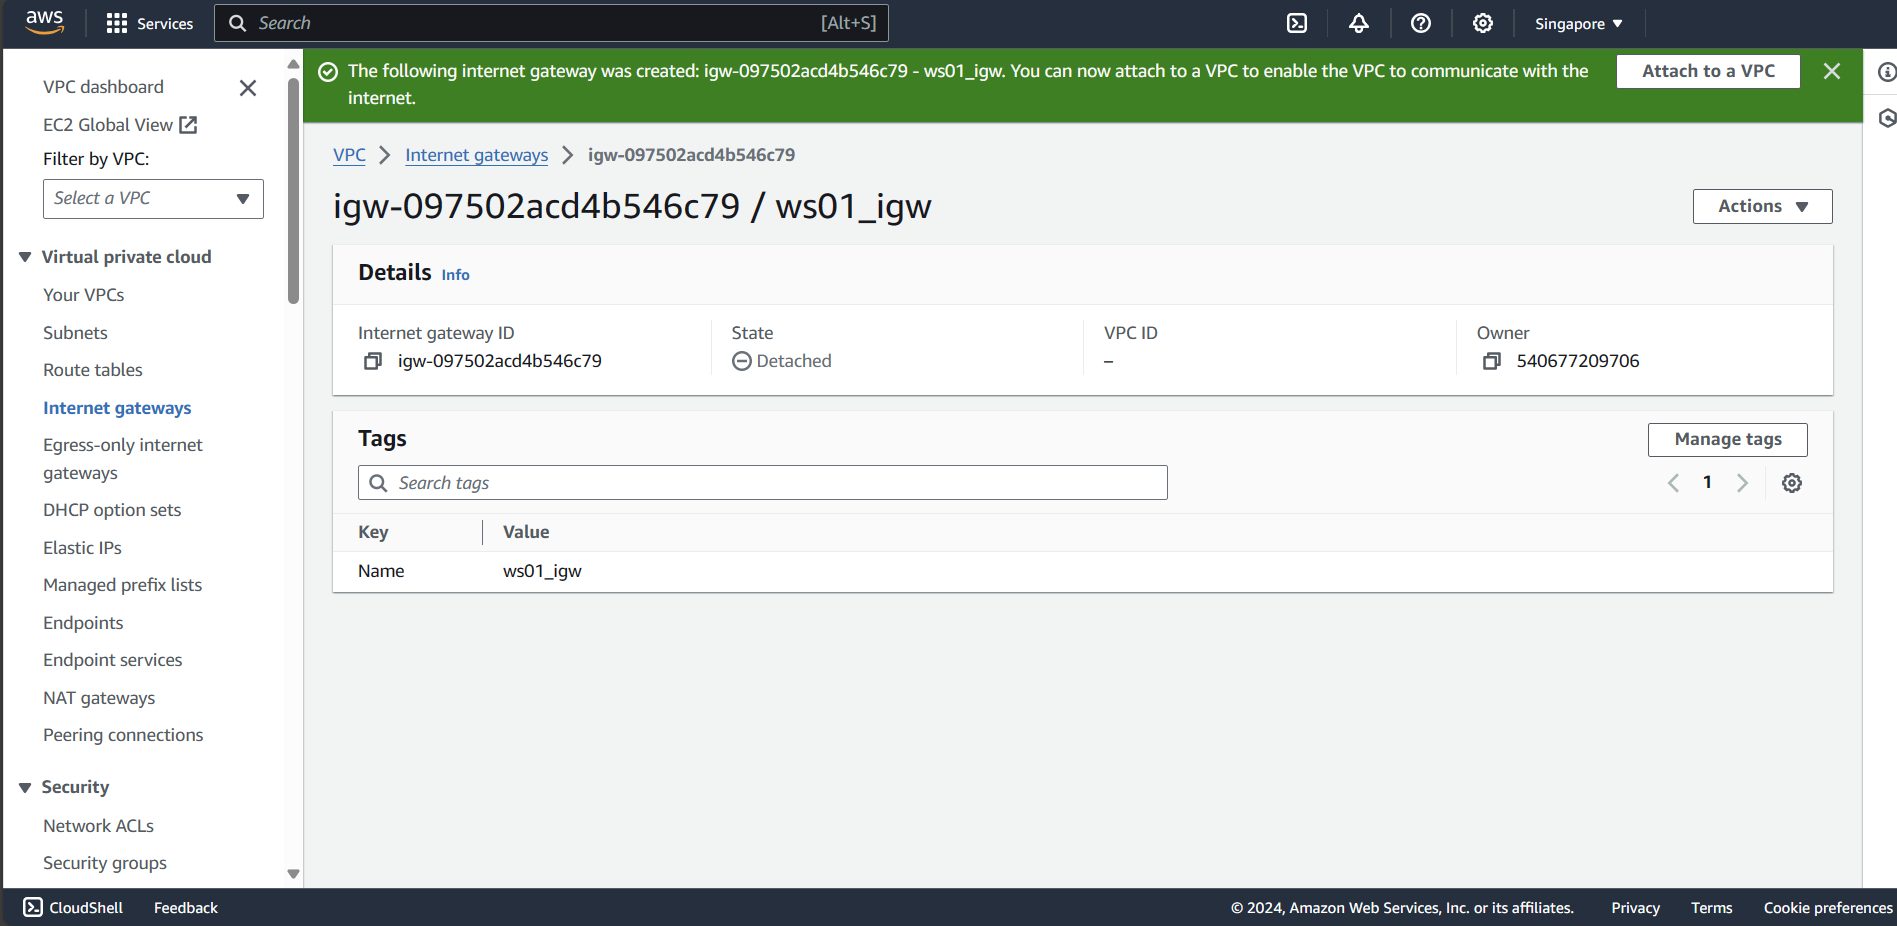 aws
Services
Search
[Alt+S]
Singapore
VPC dashboard
EC2 Global View
Filter by VPC:
Select a VPC
Virtual private cloud
Your VPCs
Subnets
Route tables
Internet gateways
Egress-only internet
gateways
DHCP option sets
Elastic IPs
Managed prefix lists
Endpoints
Endpoint services
NAT gateways
Peering connections
Security
Network ACLs
Security groups
The following internet gateway was created: igw-097502acd4b546c79 - ws01_igw. You can now attach to a VPC to enable the VPC to communicate with the
internet.
Attach to a VPC
VPC
Internet gateways
igw-097502acd4b546c79
igw-097502acd4b546c79 / ws01_igw
Actions
Details Info
Internet gateway ID
igw-097502acd4b546c79
State
Detached
VPC ID
–
Owner
540677209706
Tags
Manage tags
Search tags
1
Key
Value
Name
ws01_igw
CloudShell
Feedback
© 2024, Amazon Web Services, Inc. or its affiliates.
Privacy
Terms
Cookie preferences